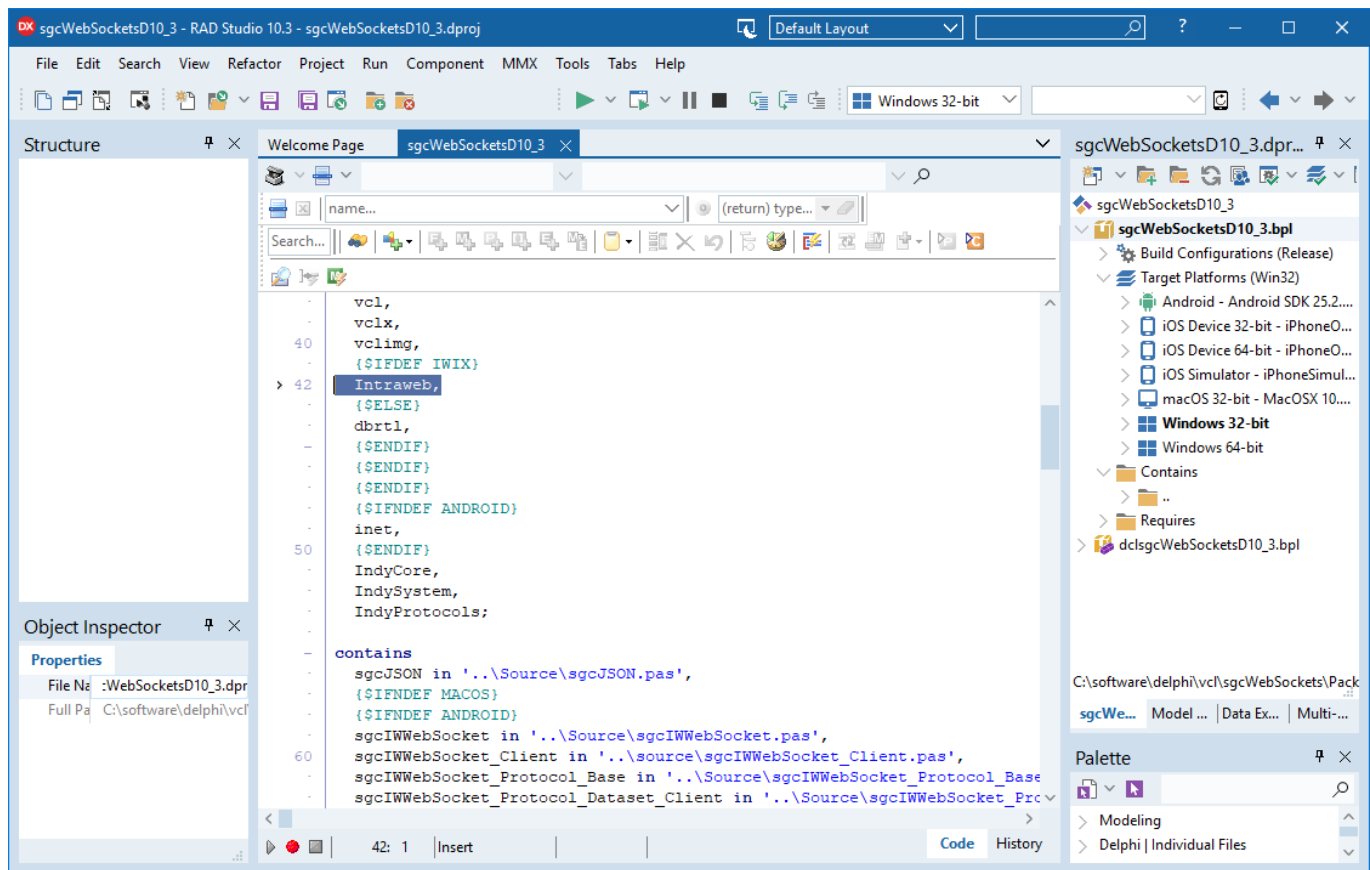 DX sgcWebSocketsD10_3 - RAD Studio 10.3 - sgcWebSocketsD10_3.dproj Default Layout ?
File Edit Search View Refactor Project Run Component MMX Tools Tabs Help
Windows 32-bit
Structure
Welcome Page sgcWebSocketsD10_3
name... (return) type...
Search...
vcl,
vclx,
40 vclimg,
{$IFDEF IWIX}
42 Intraweb,
{$ELSE}
dbrtl,
{$ENDIF}
{$ENDIF}
{$ENDIF}
{$IFNDEF ANDROID}
inet,
50 {$ENDIF}
IndyCore,
IndySystem,
IndyProtocols;
contains
sgcJSON in '..\Source\sgcJSON.pas',
{$IFNDEF MACOS}
{$IFNDEF ANDROID}
sgcIWWebSocket in '..\Source\sgcIWWebSocket.pas',
60 sgcIWWebSocket_Client in '..\source\sgcIWWebSocket_Client.pas',
sgcIWWebSocket_Protocol_Base in '..\Source\sgcIWWebSocket_Protocol_Base
sgcIWWebSocket_Protocol_Dataset_Client in '..\Source\sgcIWWebSocket_Prc
42: 1 Insert Code History
Object Inspector
Properties
File Na :WebSocketsD10_3.dpr
Full Pa C:\software\delphi\vcl
sgcWebSocketsD10_3.dpr...
sgcWebSocketsD10_3
sgcWebSocketsD10_3.bpl
Build Configurations (Release)
Target Platforms (Win32)
Android - Android SDK 25.2....
iOS Device 32-bit - iPhoneO...
iOS Device 64-bit - iPhoneO...
iOS Simulator - iPhoneSimul...
macOS 32-bit - MacOSX 10....
Windows 32-bit
Windows 64-bit
Contains
..
Requires
dclsgcWebSocketsD10_3.bpl
C:\software\delphi\vcl\sgcWebSockets\Pack
sgcWe... Model ... Data Ex... Multi-...
Palette
Modeling
Delphi | Individual Files